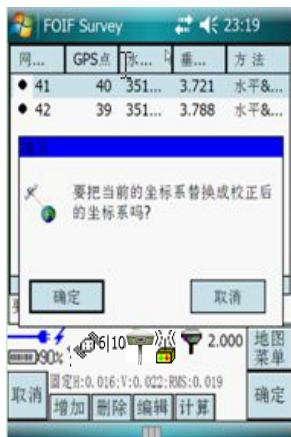 FOIF Survey 23:19
网... GPS点 水... 垂... 方法
41 40 351... 3.721 水平&...
42 39 351... 3.788 水平&...
要把当前的坐标系替换成校正后
的坐标系吗?
确定 取消
90% 6|10 2.000 地图
菜单
固定H:0.016:V:0.022:RMS:0.019
取消 增加 删除 编辑 计算 确定